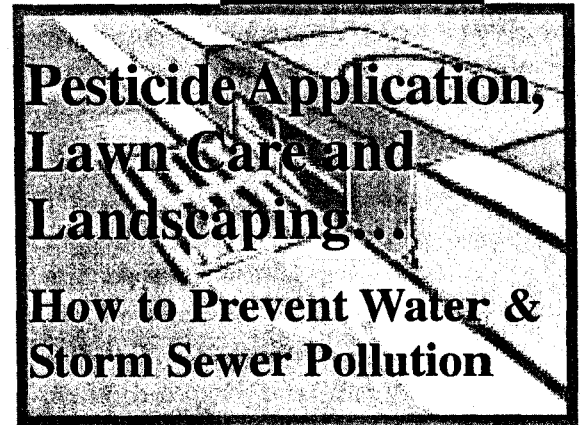 Pesticide Application,
Lawn Care and
Landscaping...
How to Prevent Water &
Storm Sewer Pollution